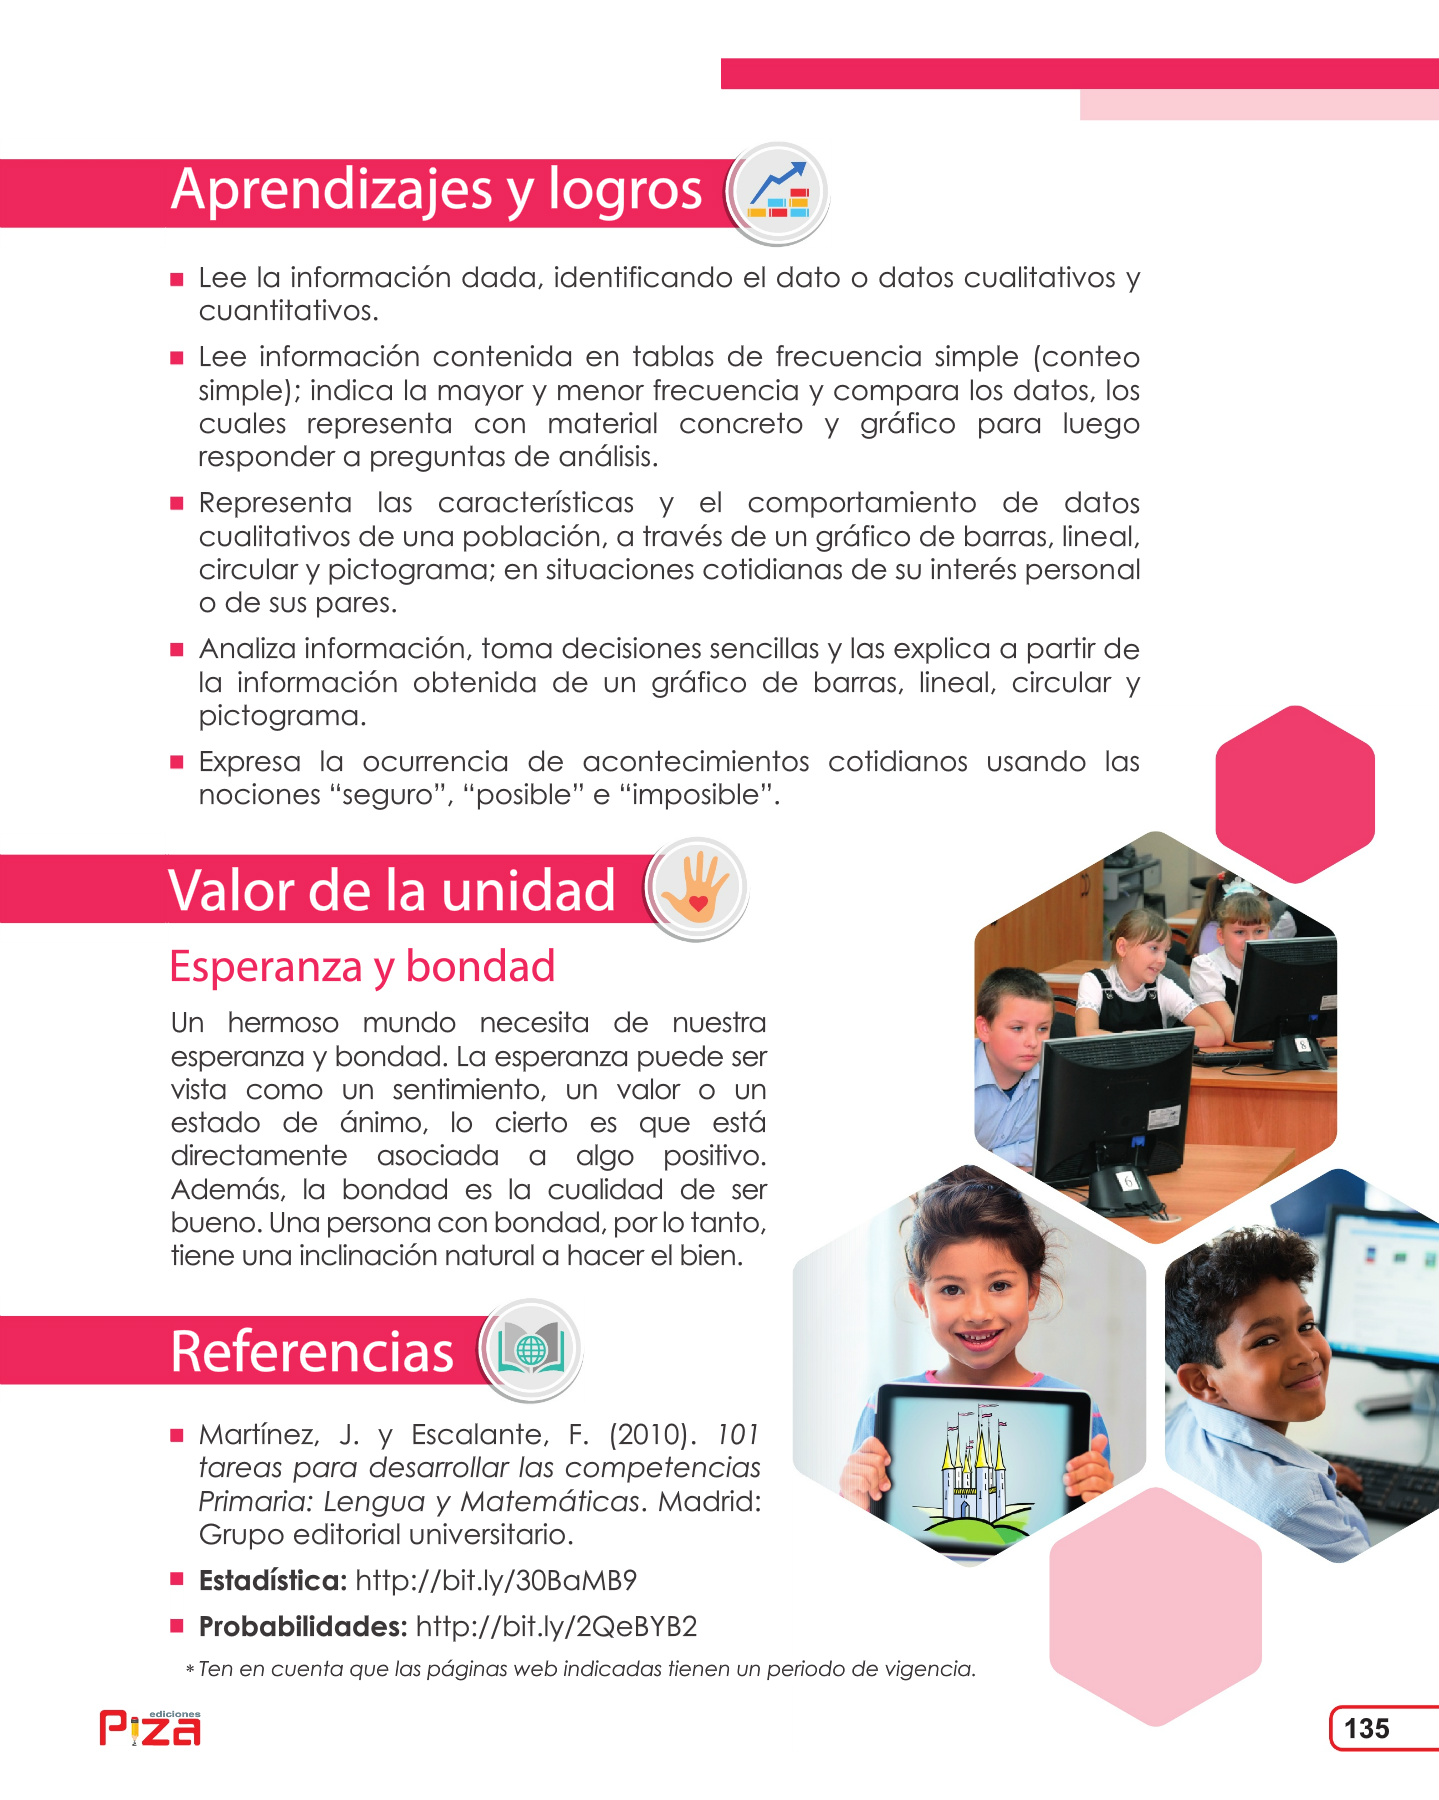 Aprendizajes y logros
Lee la información dada, identificando el dato o datos cualitativos y
cuantitativos.
Lee información contenida en tablas de frecuencia simple (conteo
simple); indica la mayor y menor frecuencia y compara los datos, los
cuales representa con material concreto y gráfico para luego
responder a preguntas de análisis.
Representa las características y el comportamiento de datos
cualitativos de una población, a través de un gráfico de barras, lineal,
circular y pictograma; en situaciones cotidianas de su interés personal
o de sus pares.
Analiza información, toma decisiones sencillas y las explica a partir de
la información obtenida de un gráfico de barras, lineal, circular y
pictograma.
Expresa la ocurrencia de acontecimientos cotidianos usando las
nociones “seguro”, “posible” e “imposible”.
Valor de la unidad
Esperanza y bondad
Un hermoso mundo necesita de nuestra
esperanza y bondad. La esperanza puede ser
vista como un sentimiento, un valor o un
estado de ánimo, lo cierto es que está
directamente asociada a algo positivo.
Además, la bondad es la cualidad de ser
bueno. Una persona con bondad, por lo tanto,
tiene una inclinación natural a hacer el bien.
8
6
Referencias
Martínez, J. y Escalante, F. (2010). 101
tareas para desarrollar las competencias
Primaria: Lengua y Matemáticas. Madrid:
Grupo editorial universitario.
Estadística: http://bit.ly/30BaMB9
Probabilidades: http://bit.ly/2QeBYB2
* Ten en cuenta que las páginas web indicadas tienen un periodo de vigencia.
ediciones
Piza
135